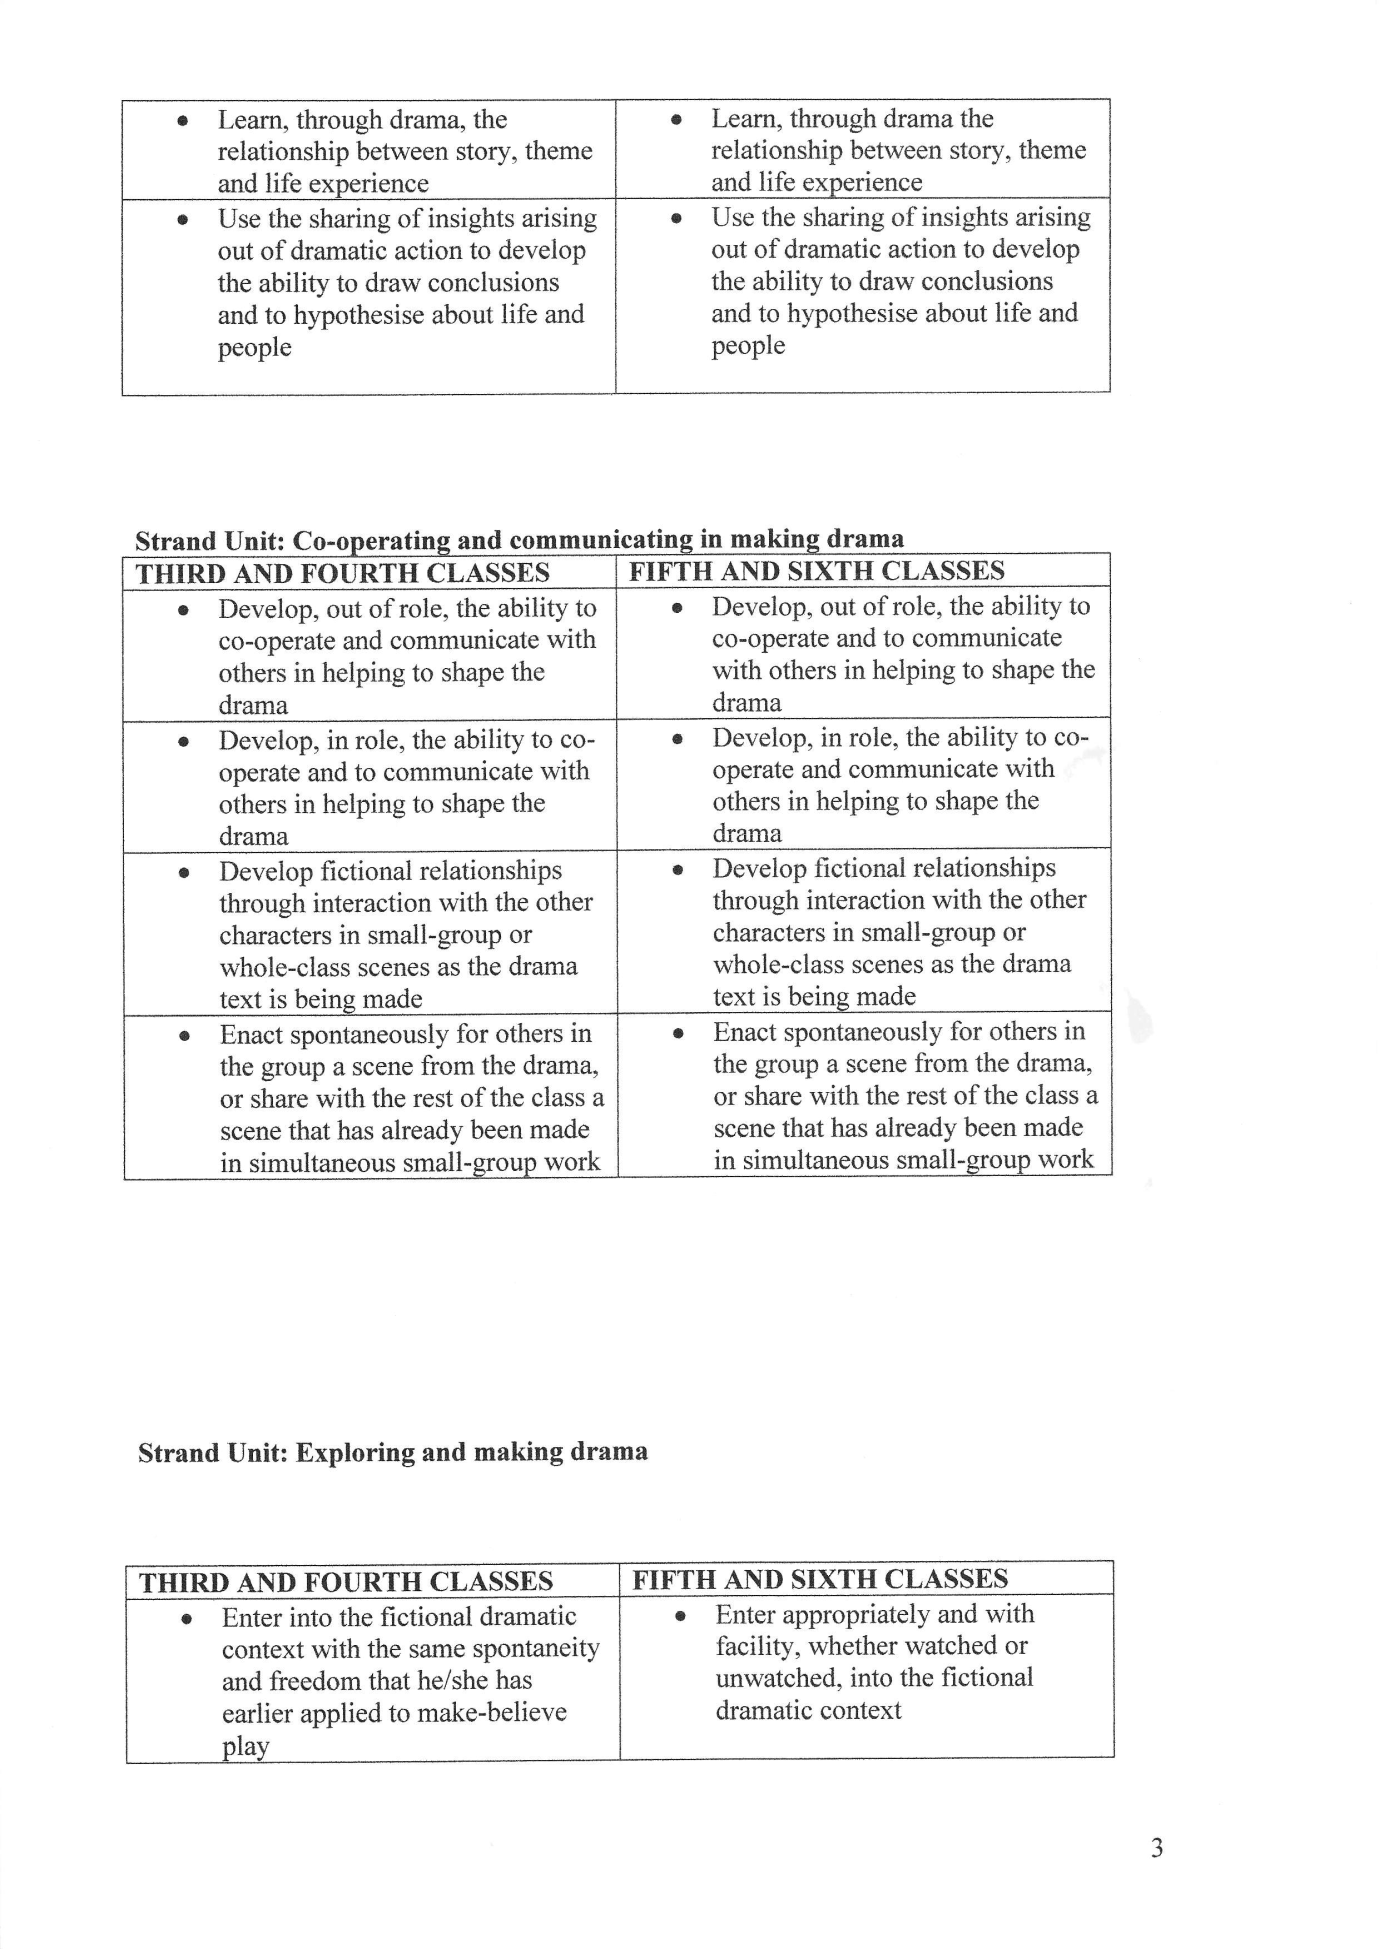 • Learn, through drama, the
relationship between story, theme
and life experience
• Learn, through drama the
relationship between story, theme
and life experience
• Use the sharing of insights arising
out of dramatic action to develop
the ability to draw conclusions
and to hypothesise about life and
people
• Use the sharing of insights arising
out of dramatic action to develop
the ability to draw conclusions
and to hypothesise about life and
people
Strand Unit: Co-operating and communicating in making drama
THIRD AND FOURTH CLASSES
FIFTH AND SIXTH CLASSES
• Develop, out of role, the ability to
co-operate and communicate with
others in helping to shape the
drama
• Develop, out of role, the ability to
co-operate and to communicate
with others in helping to shape the
drama
• Develop, in role, the ability to co-
operate and to communicate with
others in helping to shape the
drama
• Develop, in role, the ability to co-
operate and communicate with
others in helping to shape the
drama
• Develop fictional relationships
through interaction with the other
characters in small-group or
whole-class scenes as the drama
text is being made
• Develop fictional relationships
through interaction with the other
characters in small-group or
whole-class scenes as the drama
text is being made
• Enact spontaneously for others in
the group a scene from the drama,
or share with the rest of the class a
scene that has already been made
in simultaneous small-group work
• Enact spontaneously for others in
the group a scene from the drama,
or share with the rest of the class a
scene that has already been made
in simultaneous small-group work
Strand Unit: Exploring and making drama
THIRD AND FOURTH CLASSES
FIFTH AND SIXTH CLASSES
• Enter into the fictional dramatic
context with the same spontaneity
and freedom that he/she has
earlier applied to make-believe
play
• Enter appropriately and with
facility, whether watched or
unwatched, into the fictional
dramatic context
3